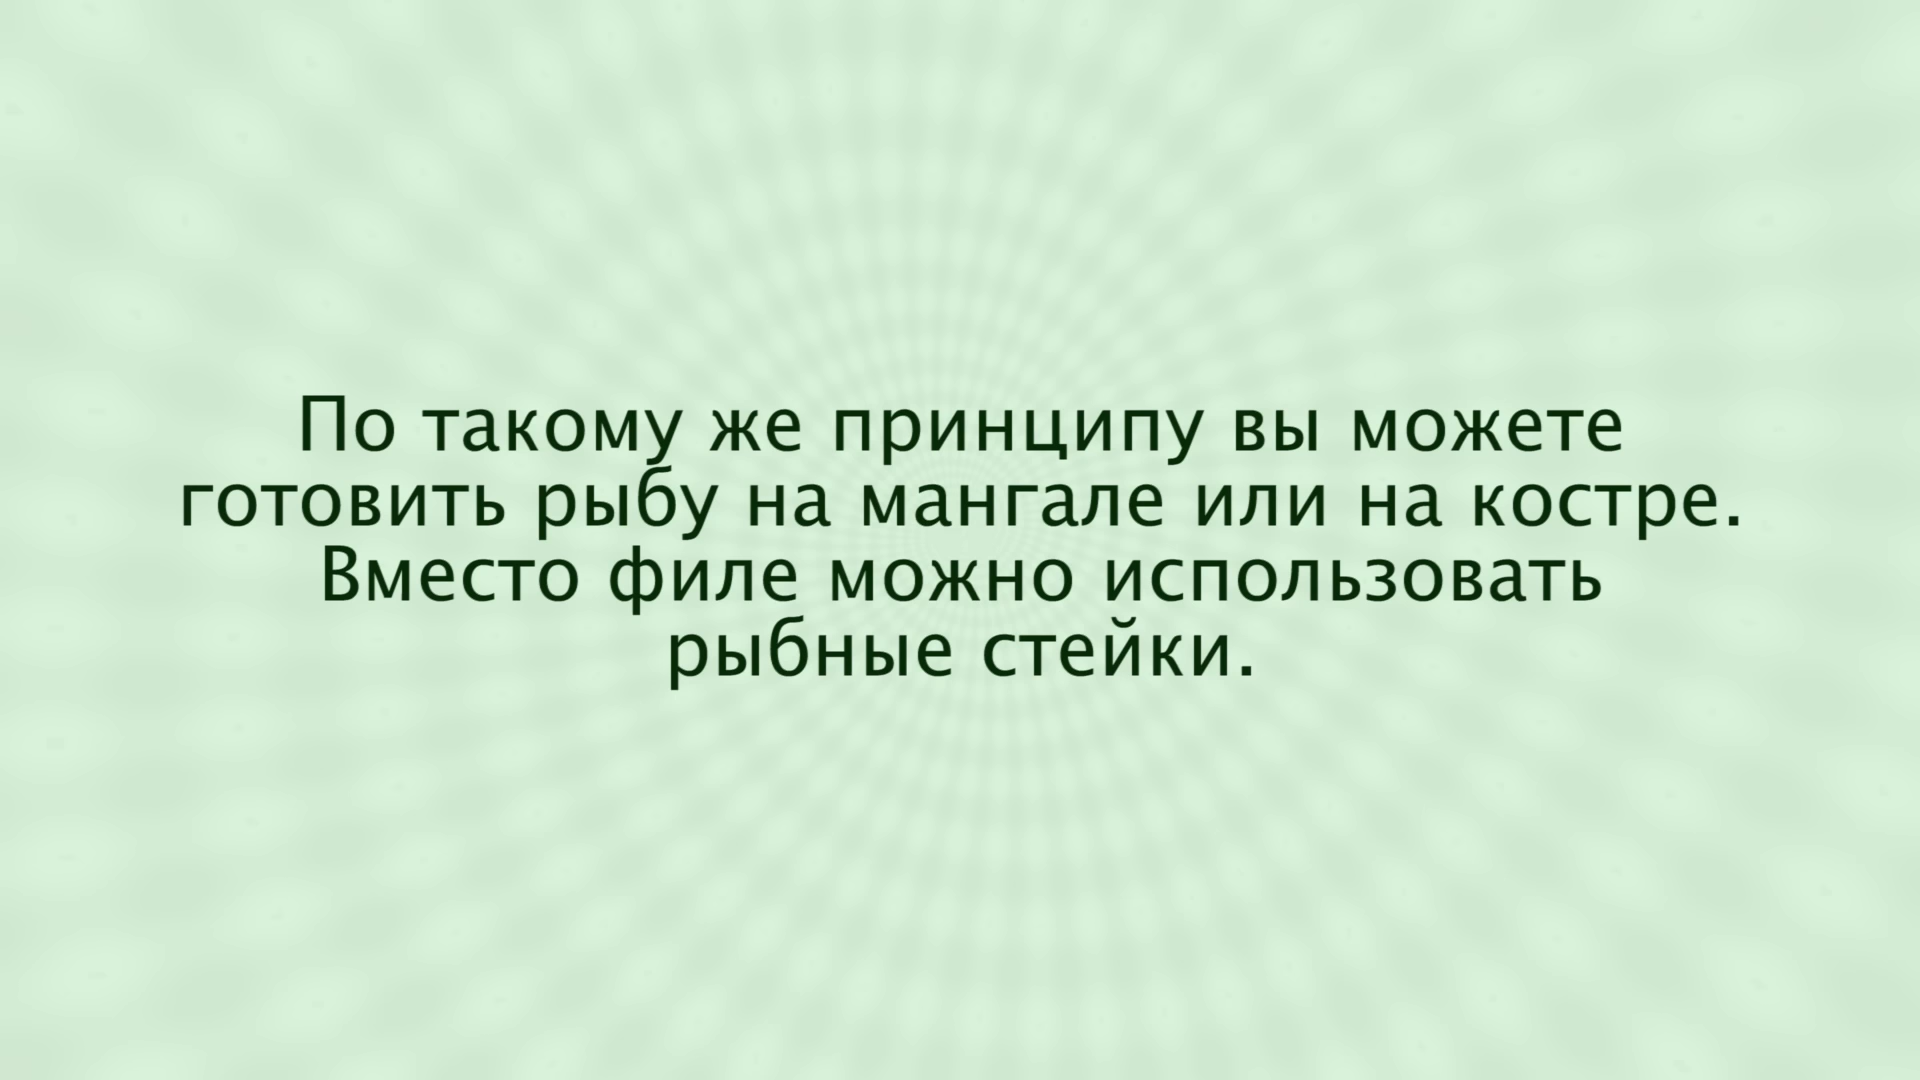 По такому же принципу вы можете
готовить рыбу на мангале или на костре.
Вместо филе можно использовать
рыбные стейки.